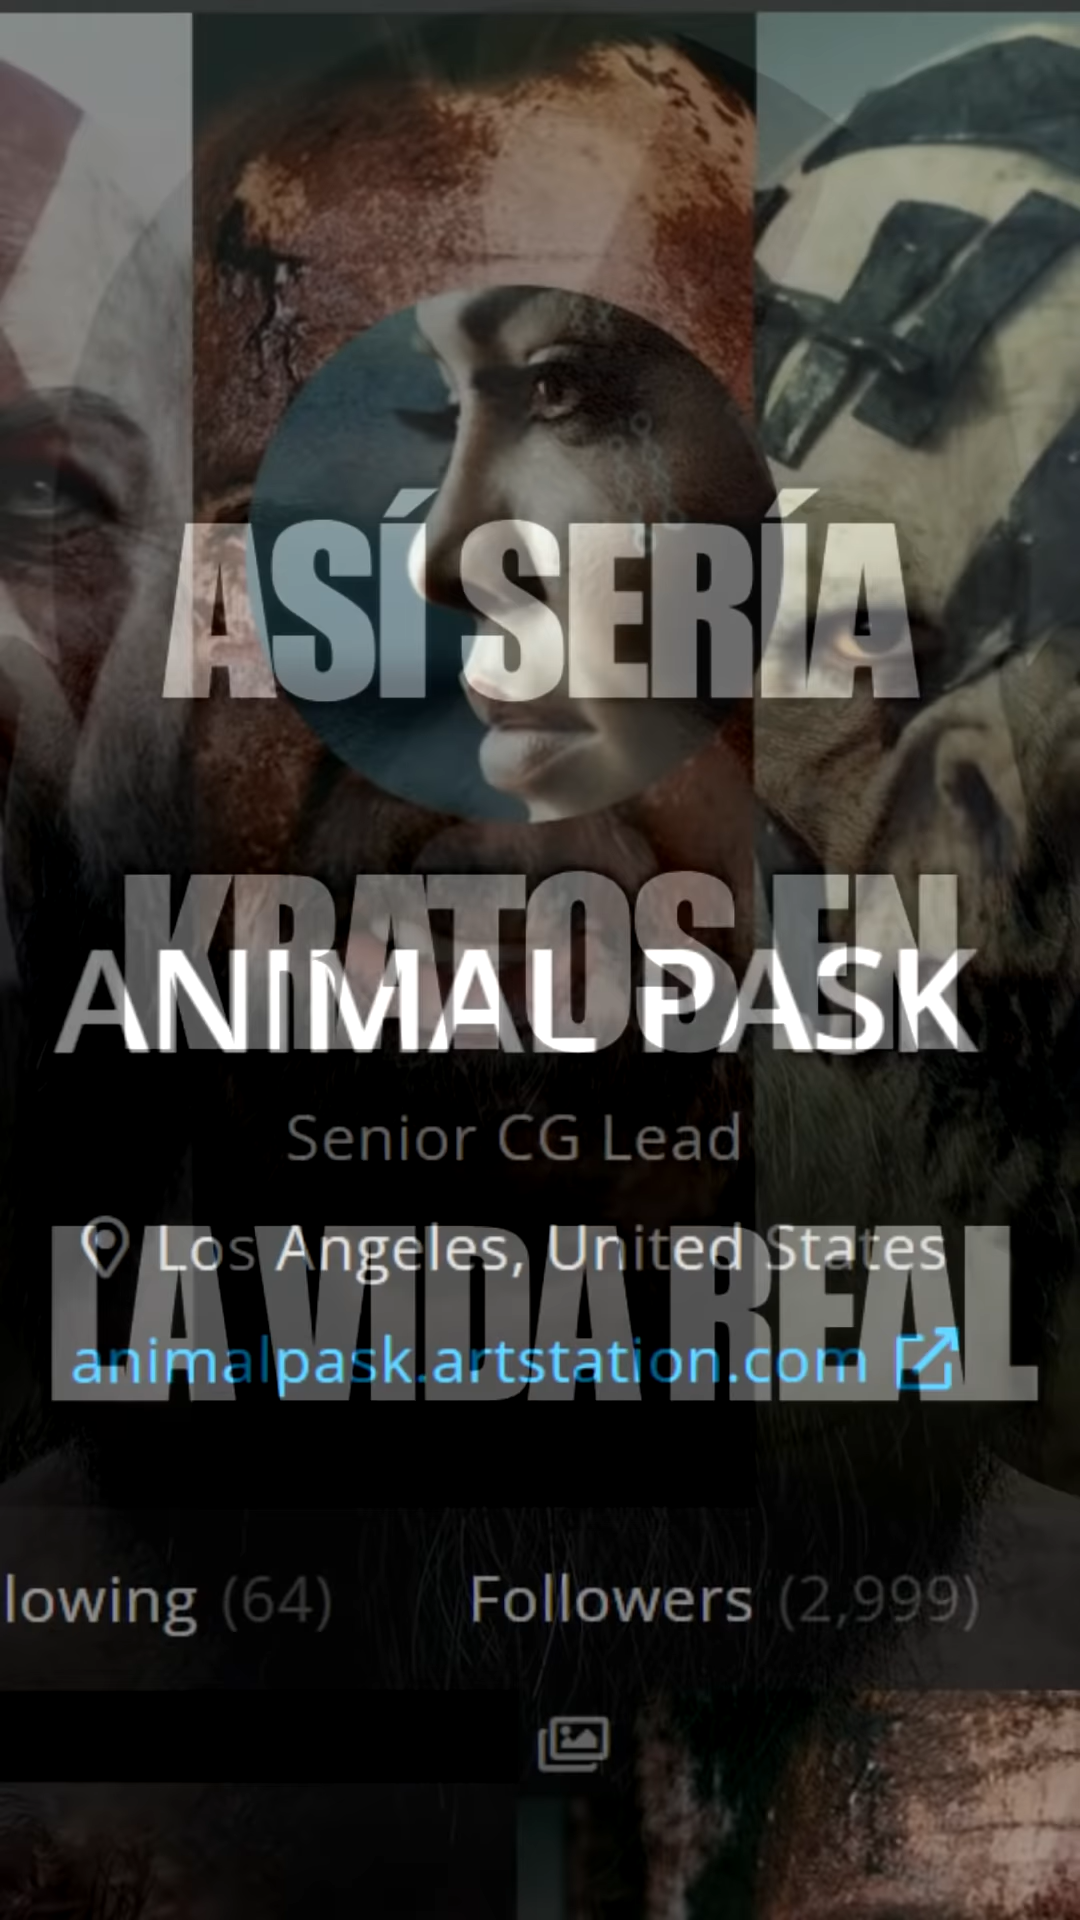 ASÍ SERÍA
KRATOS EN
ANIMAL PASK
Senior CG Lead
Los Angeles, United States
LA VIDA REAL
animalpask.artstation.com
lowing (64) Followers (2,999)